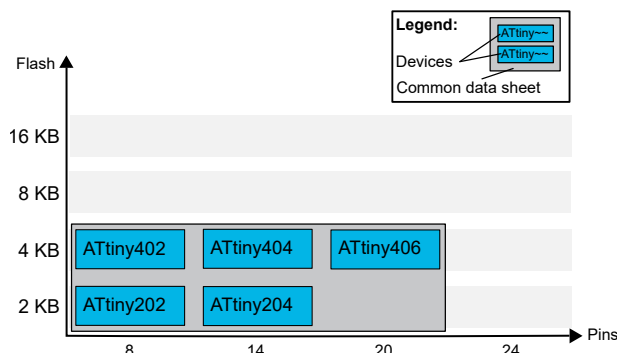 Legend:
ATtiny~~
ATtiny~~
Devices
Common data sheet
Flash
16 KB
8 KB
4 KB
ATtiny402
ATtiny404
ATtiny406
2 KB
ATtiny202
ATtiny204
Pins
8
14
20
24